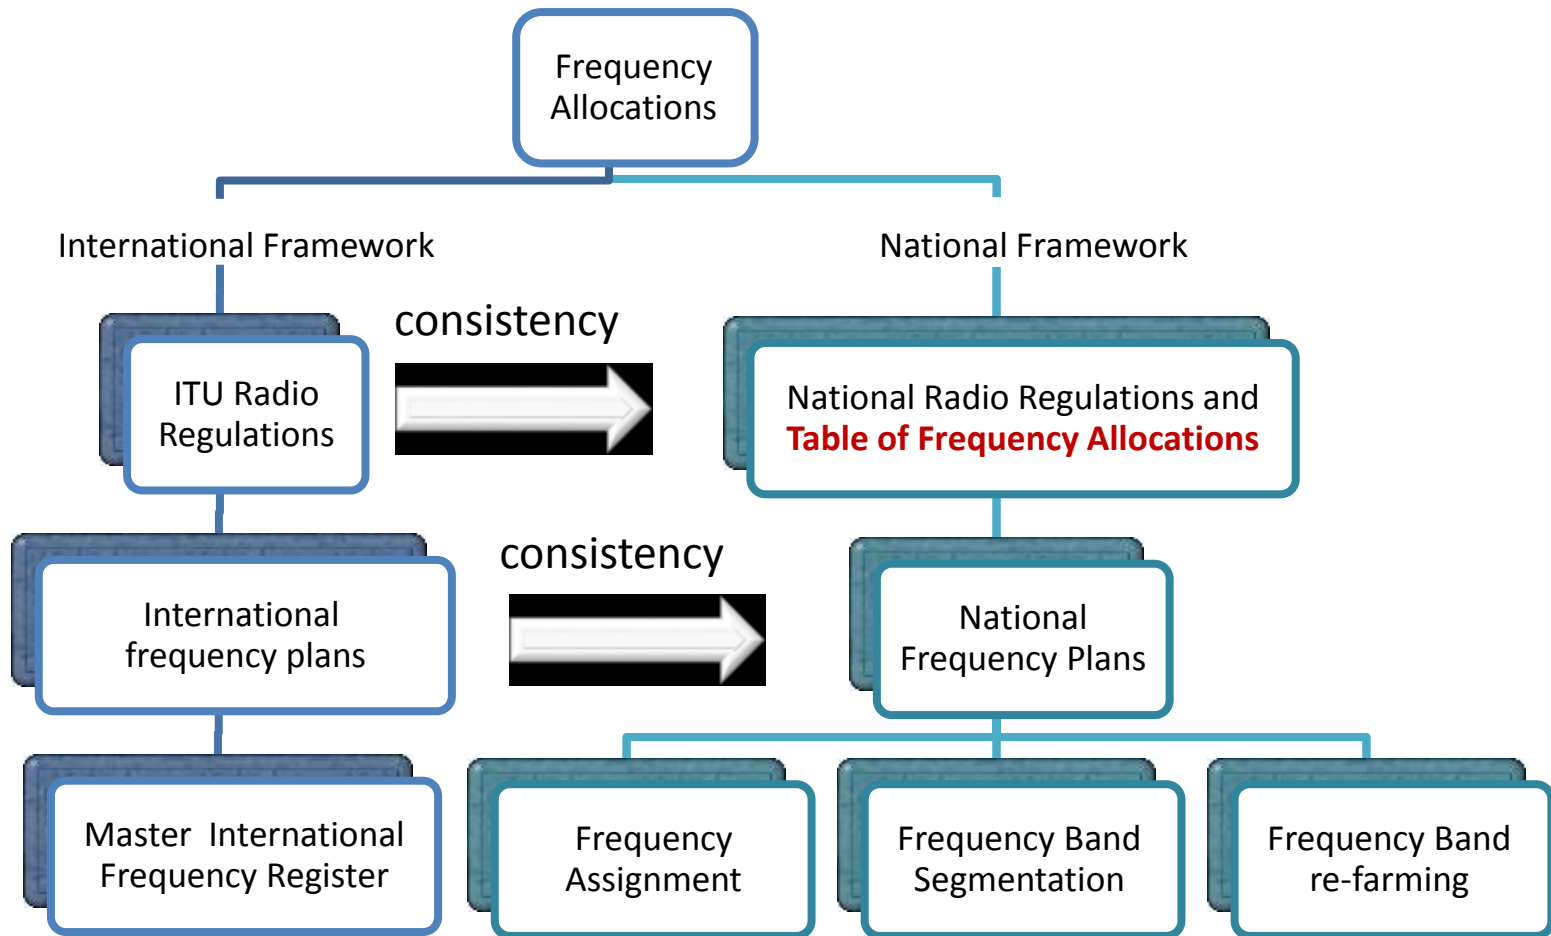 Frequency
Allocations
International Framework
National Framework
consistency
ITU Radio
Regulations
National Radio Regulations and
Table of Frequency Allocations
consistency
International
frequency plans
National
Frequency Plans
Master  International
Frequency Register
Frequency
Assignment
Frequency Band
Segmentation
Frequency Band
re-farming